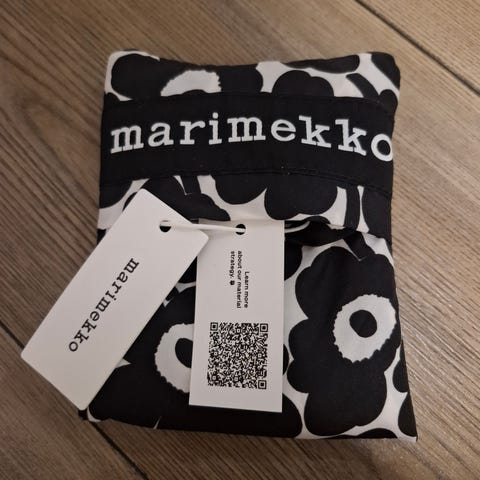 marimekko
marimekko
Learn more
about our material
strategy.